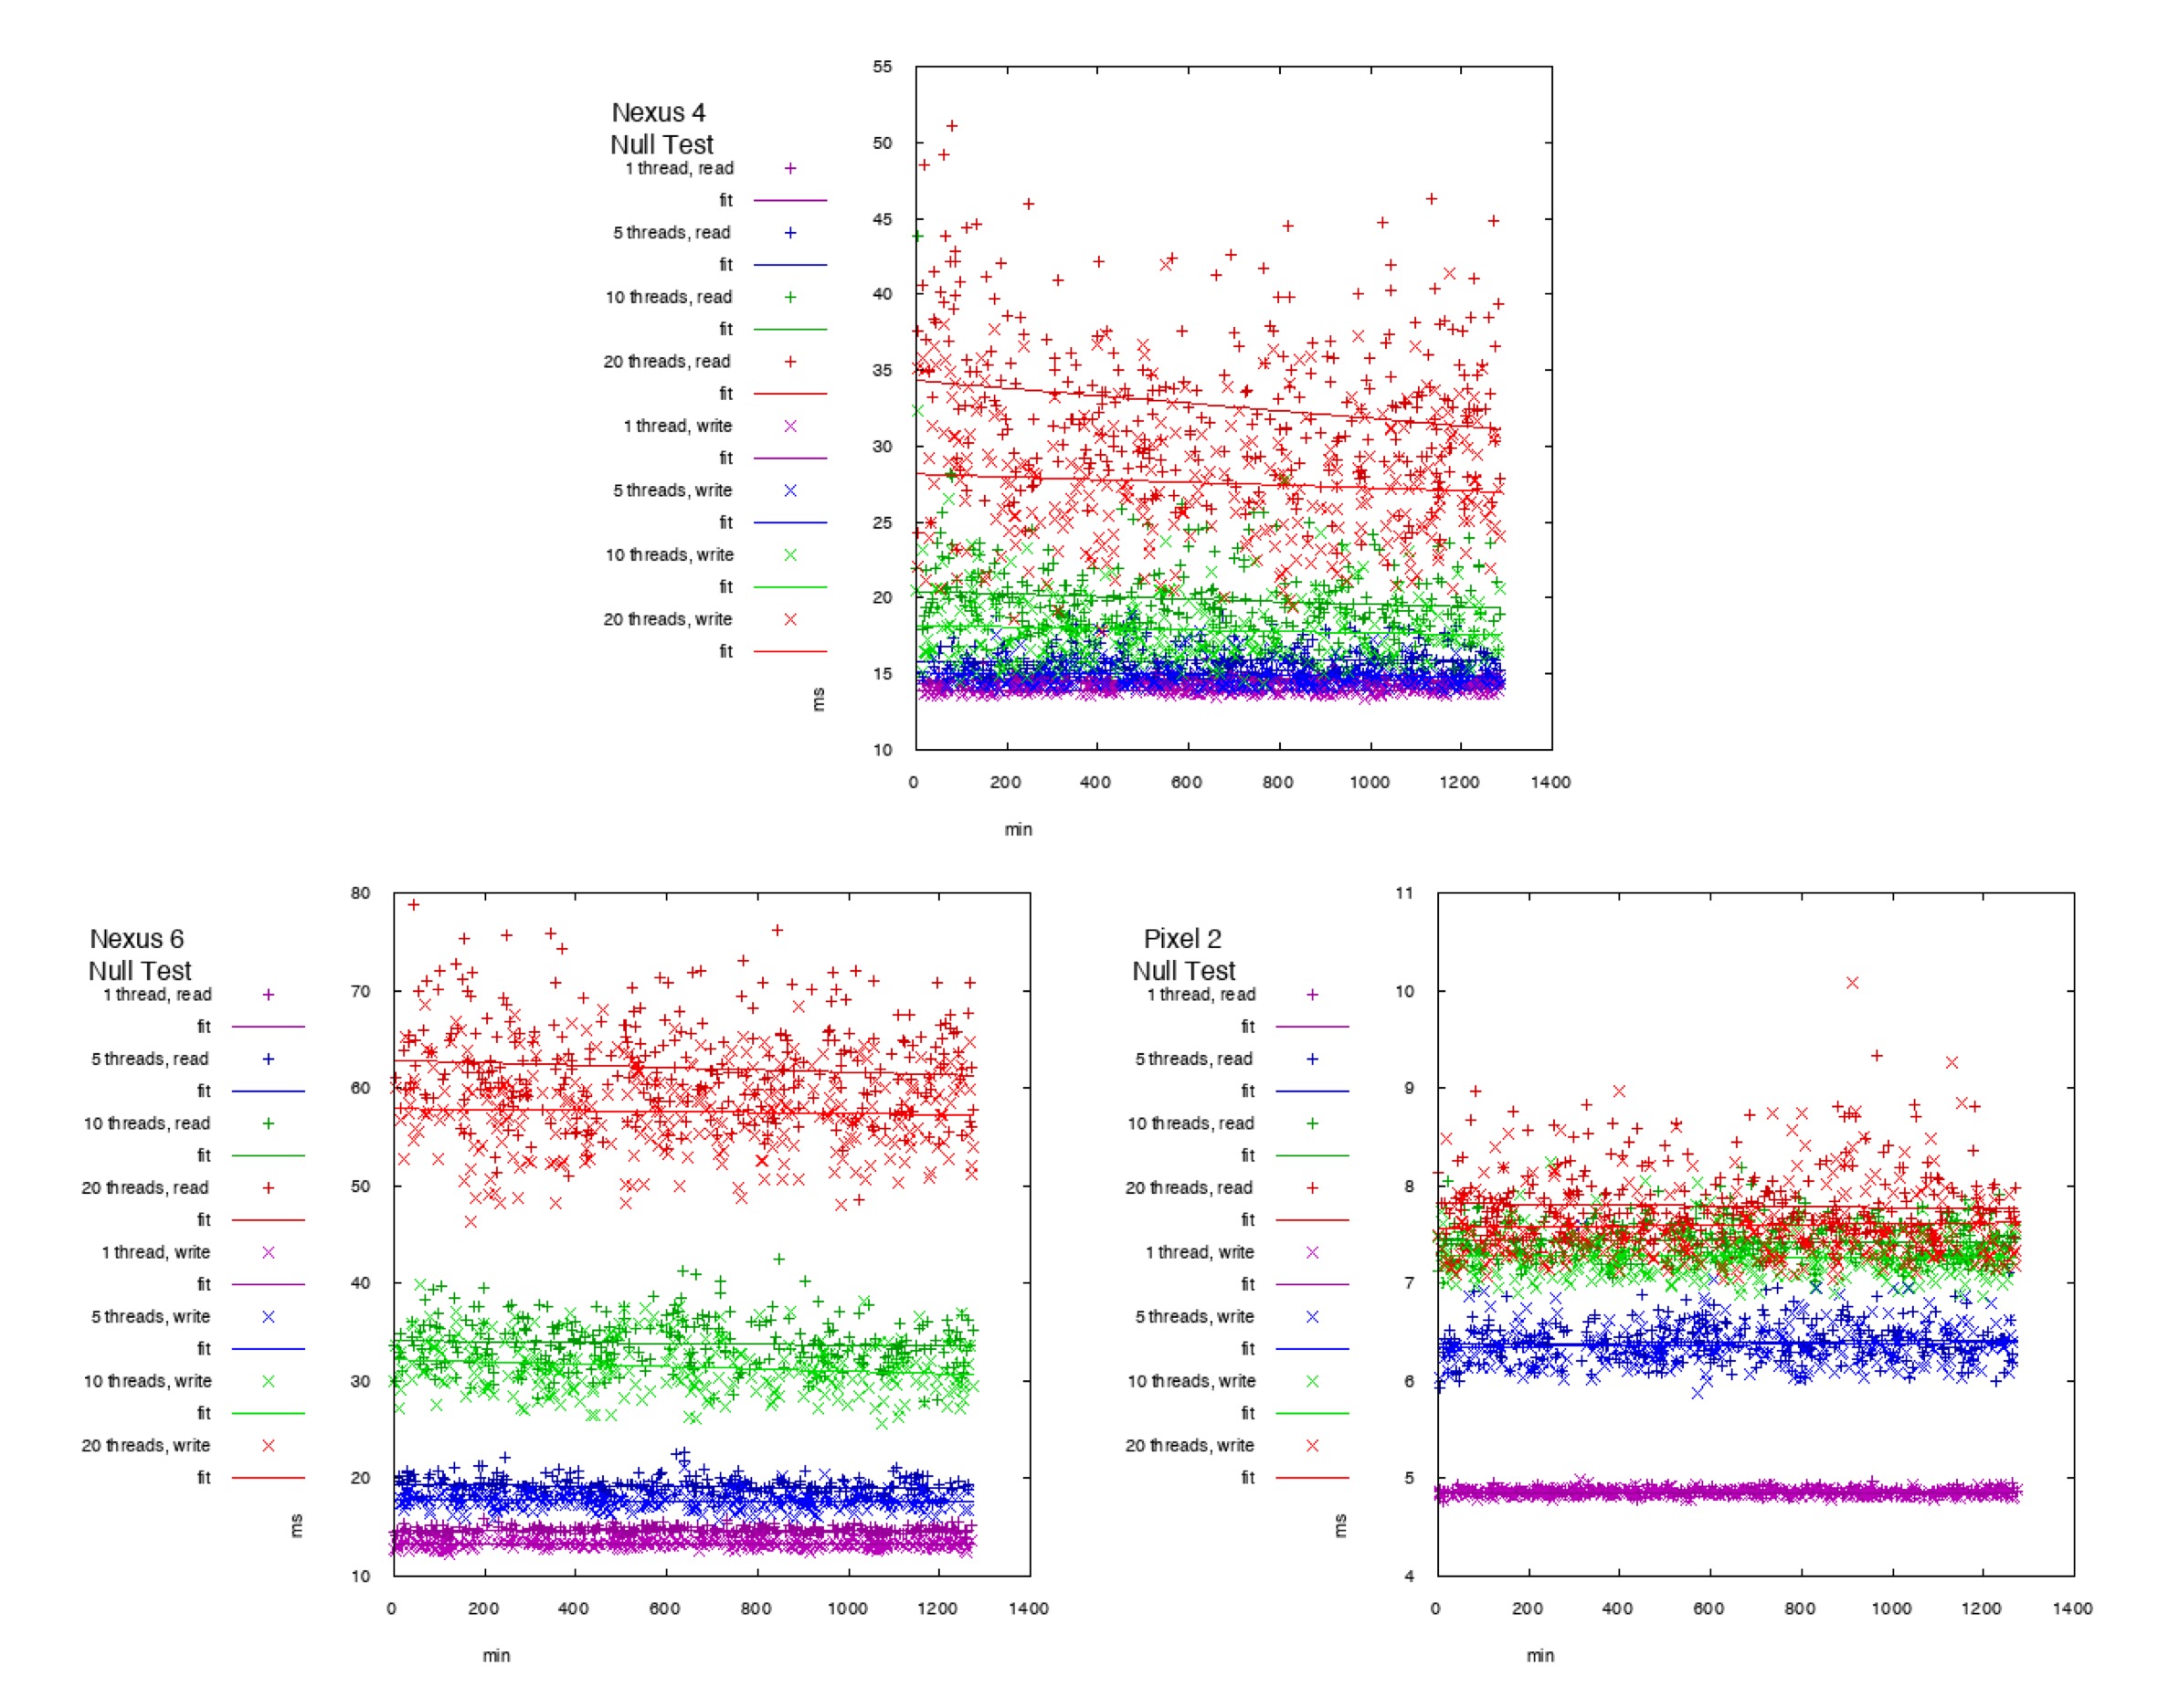 Nexus 4
Null Test
1 thread, read
fit
5 threads, read
fit
10 threads, read
fit
20 threads, read
fit
1 thread, write
fit
5 threads, write
fit
10 threads, write
fit
20 threads, write
fit
ms
55
50
45
40
35
30
25
20
15
10
0 200 400 600 800 1000 1200 1400
min
Nexus 6
Null Test
1 thread, read
fit
5 threads, read
fit
10 threads, read
fit
20 threads, read
fit
1 thread, write
fit
5 threads, write
fit
10 threads, write
fit
20 threads, write
fit
ms
80
70
60
50
40
30
20
10
0 200 400 600 800 1000 1200 1400
min
Pixel 2
Null Test
1 thread, read
fit
5 threads, read
fit
10 threads, read
fit
20 threads, read
fit
1 thread, write
fit
5 threads, write
fit
10 threads, write
fit
20 threads, write
fit
ms
11
10
9
8
7
6
5
4
0 200 400 600 800 1000 1200 1400
min